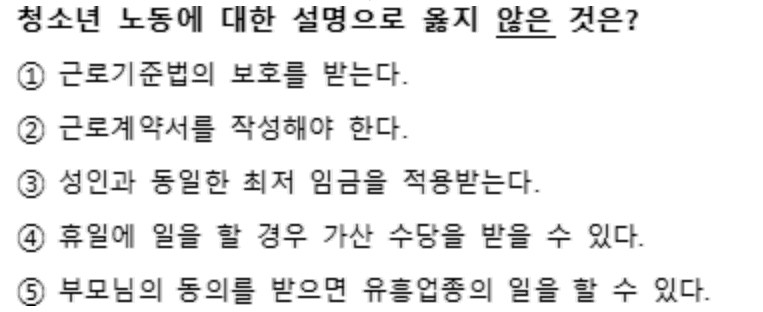 청소년 노동에 대한 설명으로 옳지 않은 것은?
① 근로기준법의 보호를 받는다.
② 근로계약서를 작성해야 한다.
③ 성인과 동일한 최저 임금을 적용받는다.
④ 휴일에 일을 할 경우 가산 수당을 받을 수 있다.
⑤ 부모님의 동의를 받으면 유흥업종의 일을 할 수 있다.